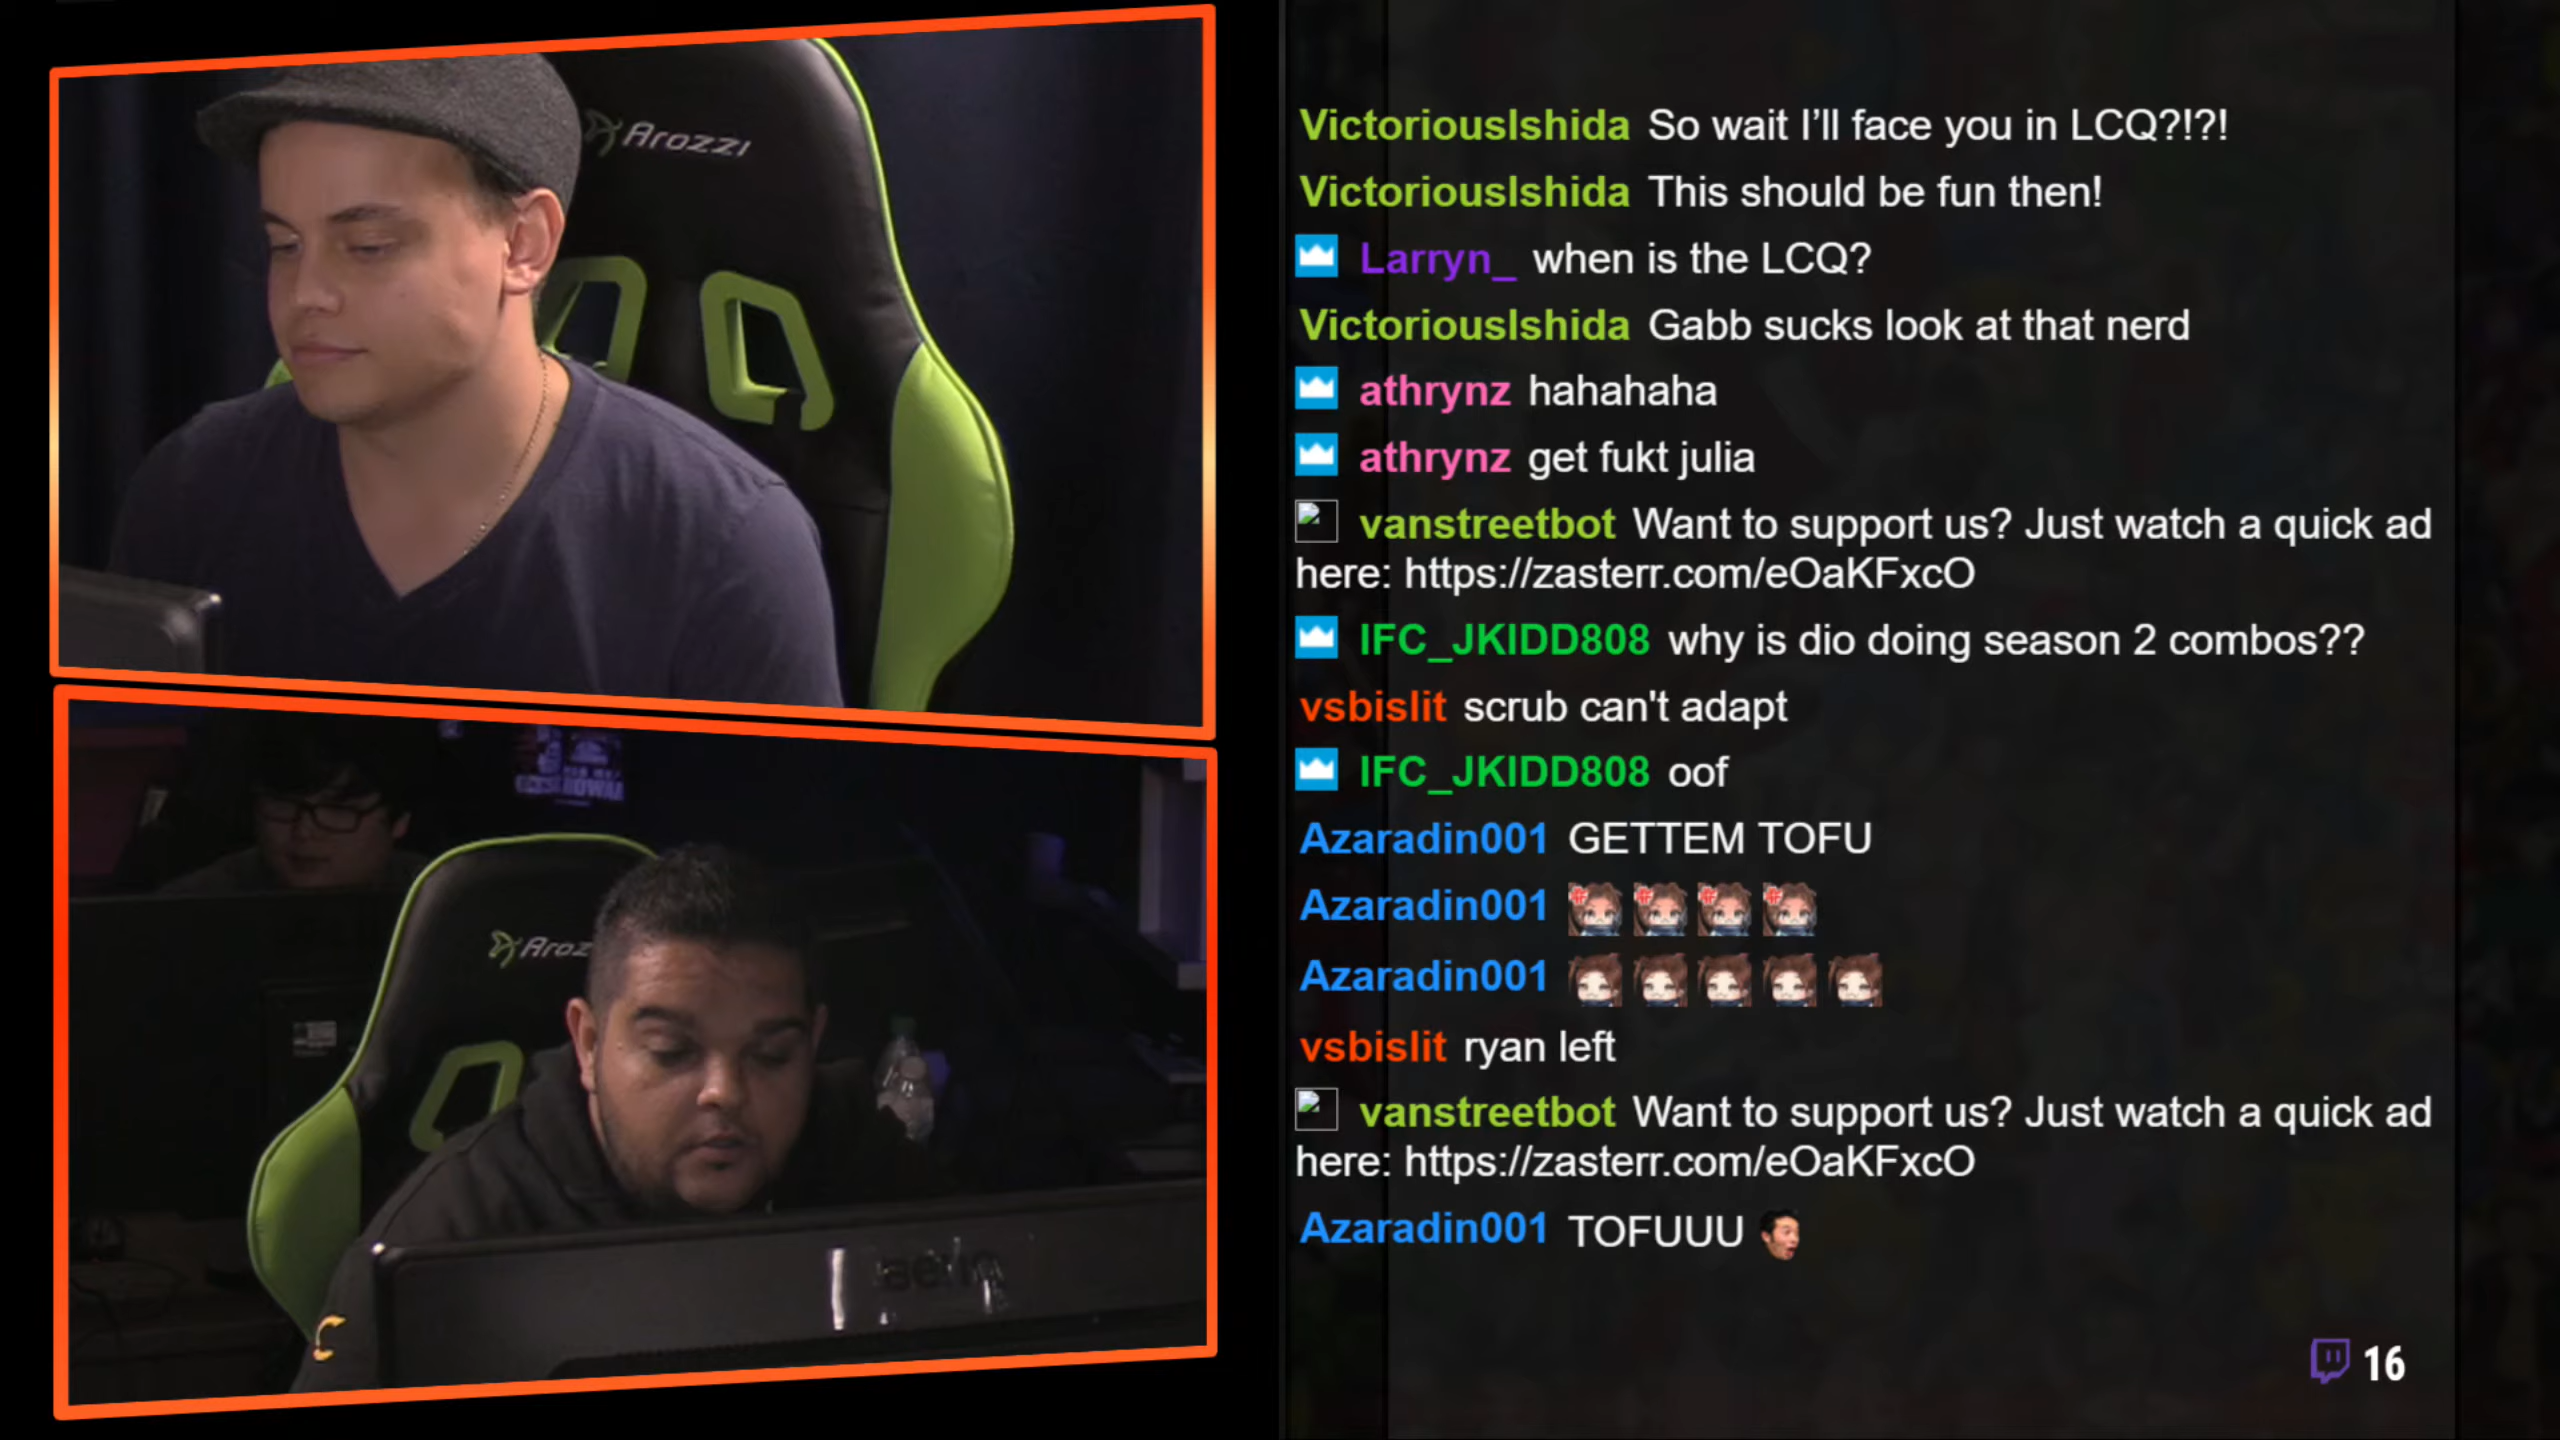 Arozzi
Aroz
VictoriousIshida So wait I’ll face you in LCQ?!?!
VictoriousIshida This should be fun then!
Larryn_ when is the LCQ?
VictoriousIshida Gabb sucks look at that nerd
athrynz hahahaha
athrynz get fukt julia
vanstreetbot Want to support us? Just watch a quick ad
here: https://zasterr.com/eOaKFxcO
IFC_JKIDD808 why is dio doing season 2 combos??
vsbislit scrub can't adapt
IFC_JKIDD808 oof
Azaradin001 GETTEM TOFU
Azaradin001
Azaradin001
vsbislit ryan left
vanstreetbot Want to support us? Just watch a quick ad
here: https://zasterr.com/eOaKFxcO
Azaradin001 TOFUUU
16